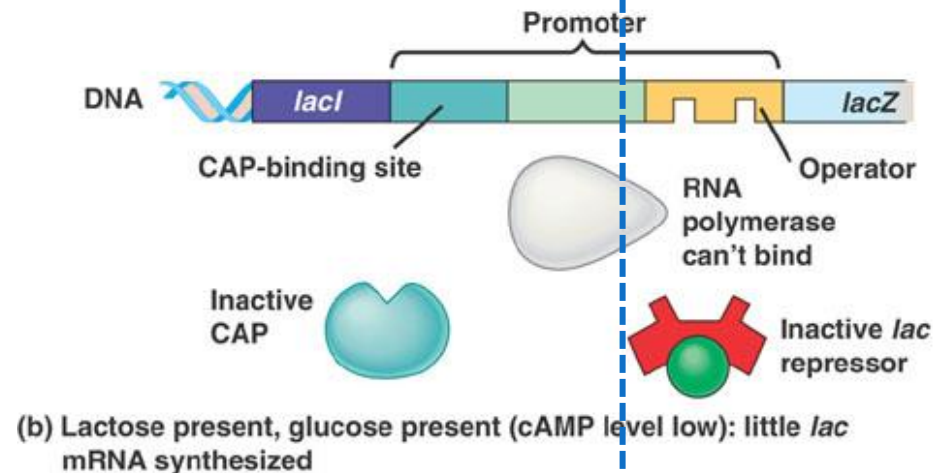 Promoter
DNA
lacI
lacZ
CAP-binding site
Operator
RNA
polymerase
can't bind
Inactive
CAP
Inactive lac
repressor
(b) Lactose present, glucose present (cAMP level low): little lac
mRNA synthesized